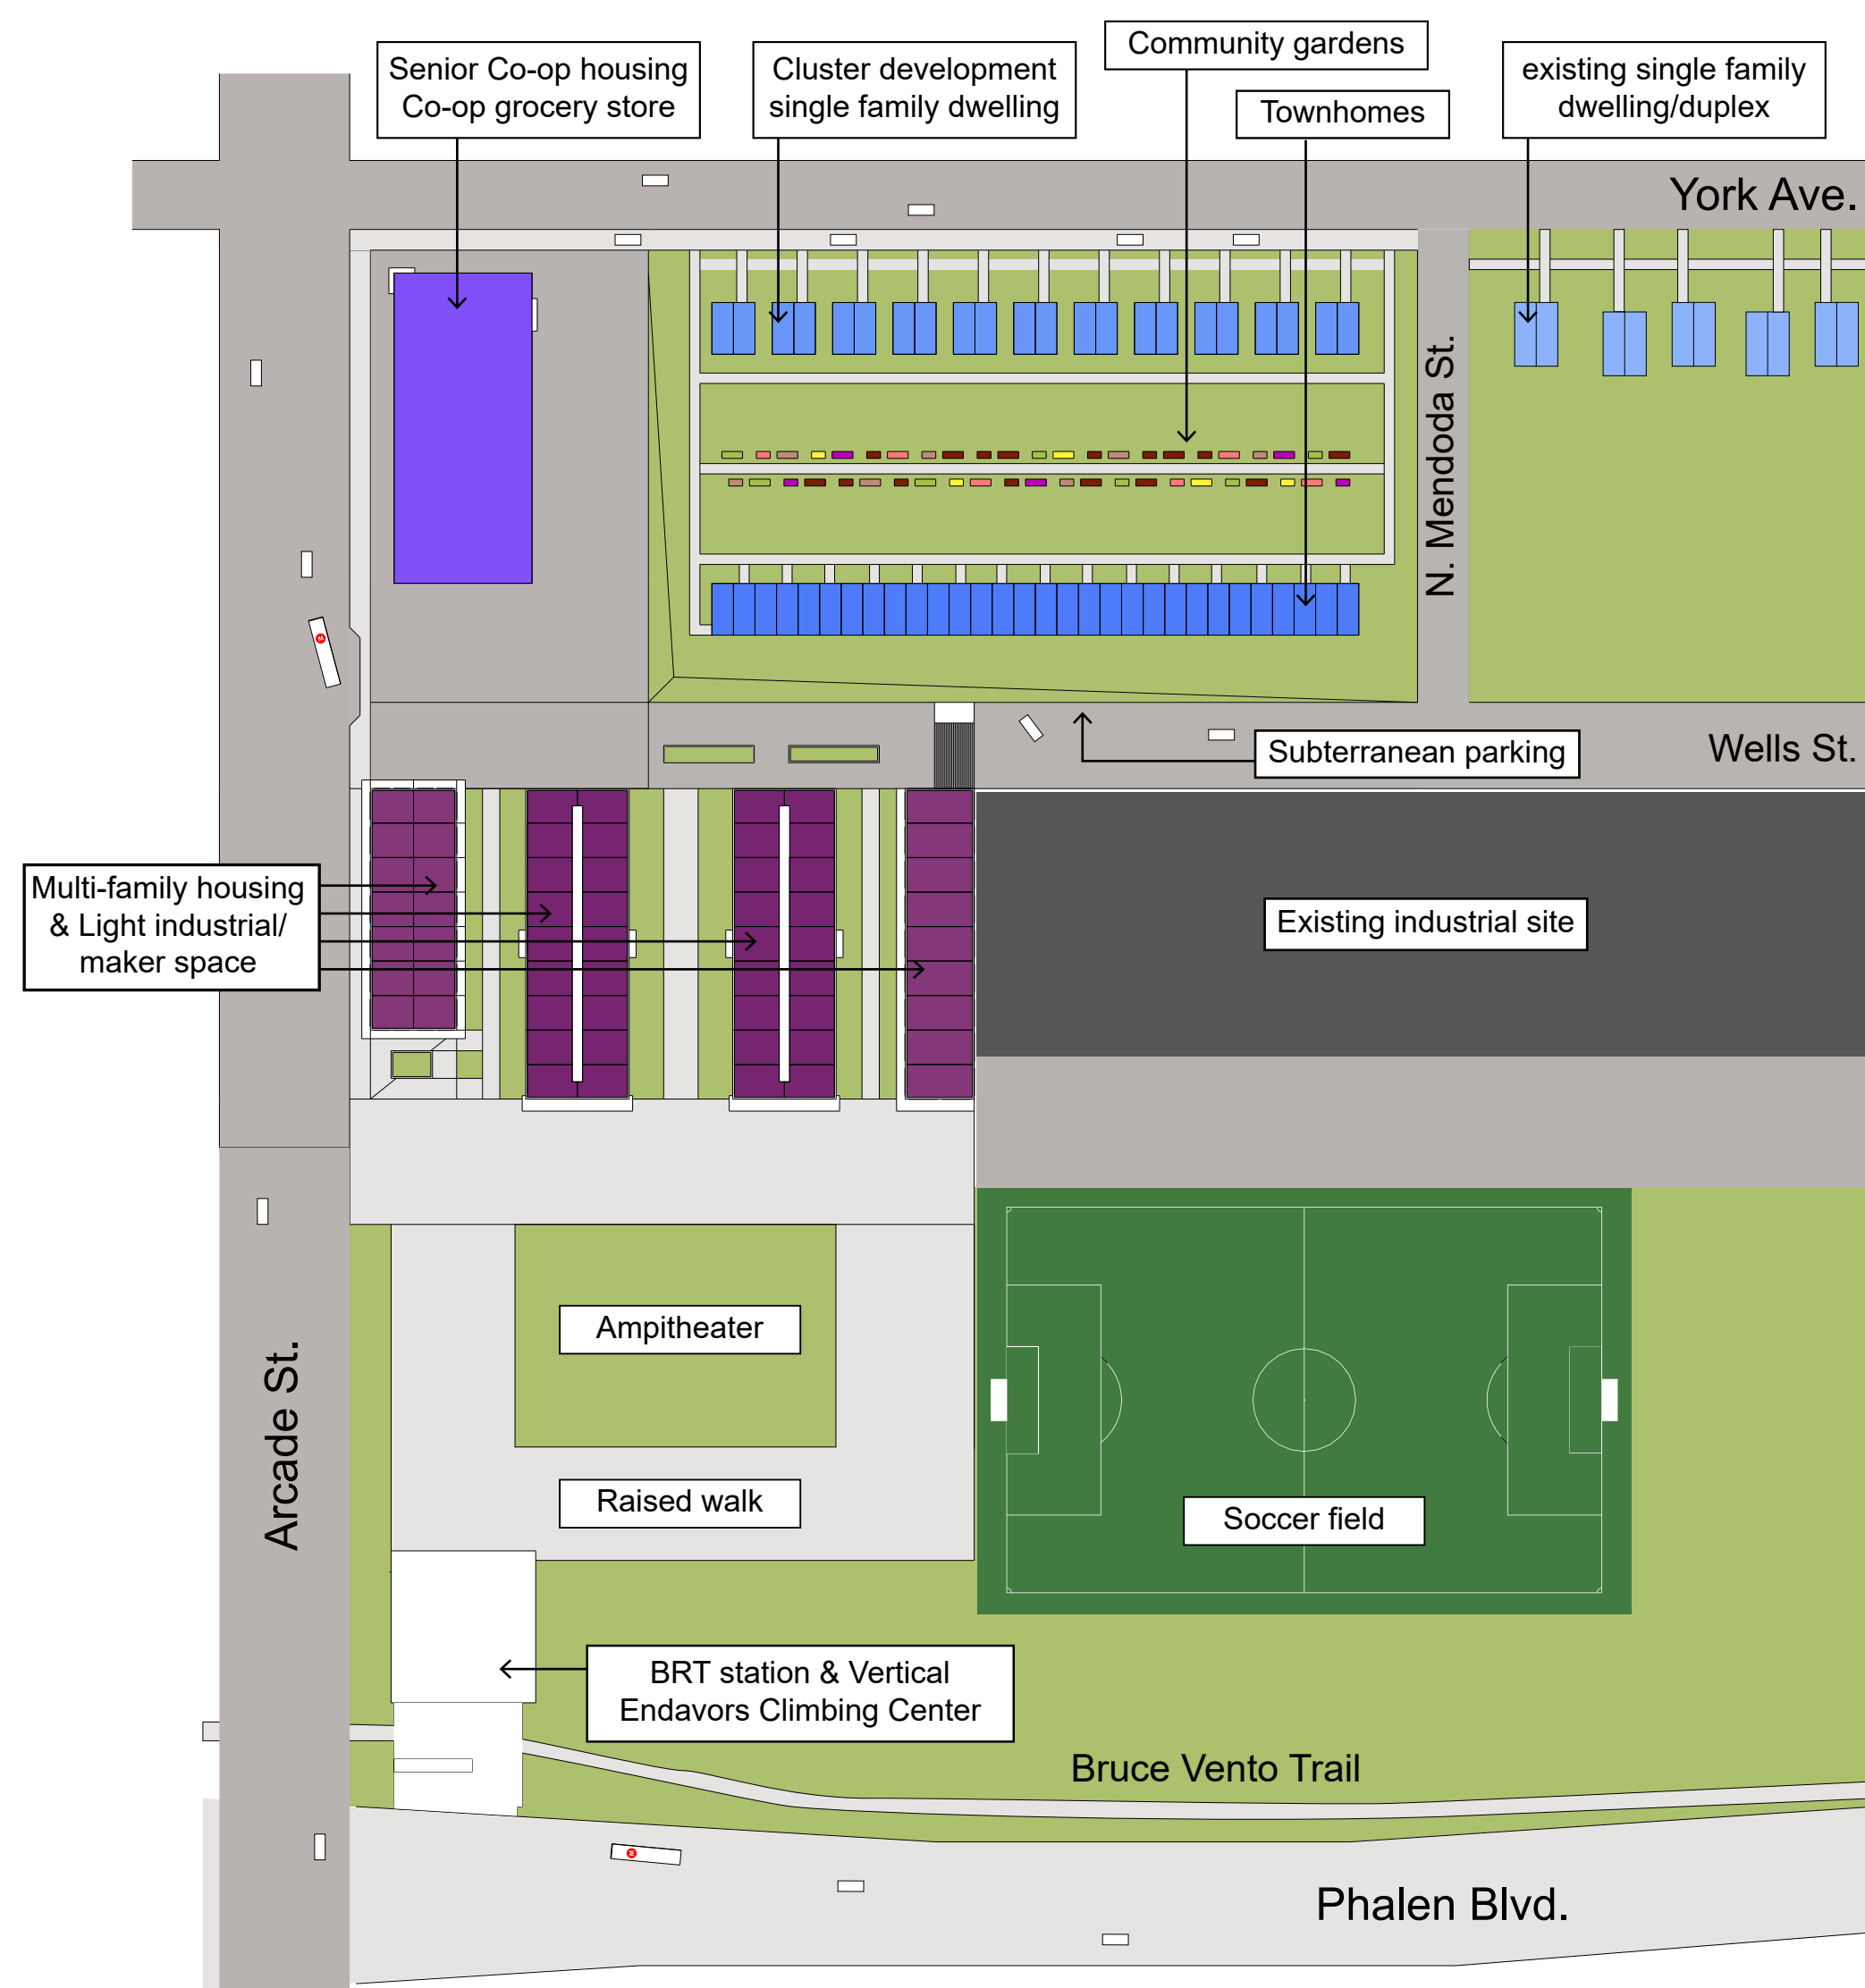 Community gardens
Senior Co-op housing
Co-op grocery store
Cluster development
single family dwelling
existing single family
dwelling/duplex
Townhomes
York Ave.
N. Mendoda St.
Subterranean parking
Wells St.
Multi-family housing
& Light industrial/
maker space
Existing industrial site
Ampitheater
Arcade St.
Raised walk
Soccer field
BRT station & Vertical
Endavors Climbing Center
Bruce Vento Trail
Phalen Blvd.